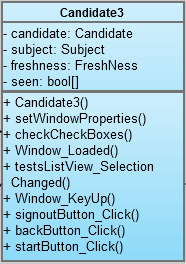 Candidate3
- candidate: Candidate
- subject: Subject
- freshness: FreshNess
- seen: bool[]
+ Candidate3()
+ setWindowProperties()
+ checkCheckBoxes()
+ Window_Loaded()
+ testsListView_Selection
Changed()
+ Window_KeyUp()
+ signoutButton_Click()
+ backButton_Click()
+ startButton_Click()